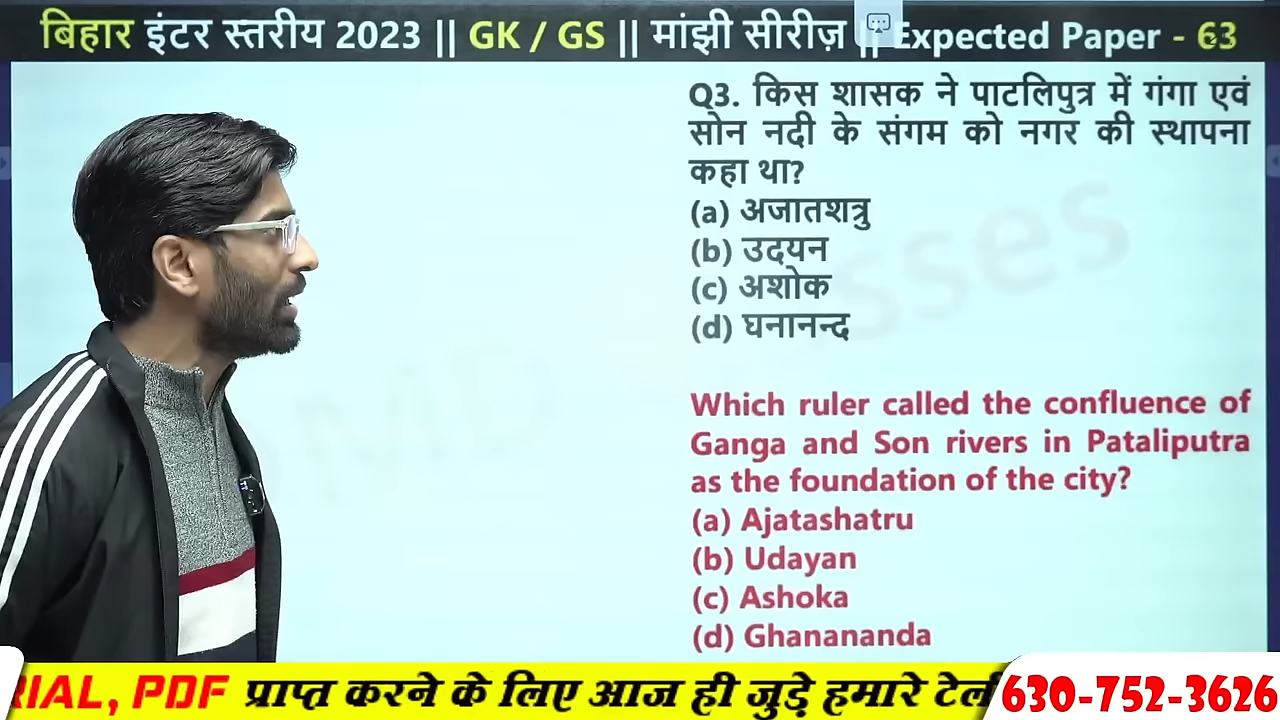 बिहार इंटर स्तरीय 2023 || GK / GS || मांझी सीरीज़ || Expected Paper - 63
Q3. किस शासक ने पाटलिपुत्र में गंगा एवं
सोन नदी के संगम को नगर की स्थापना
कहा था?
(a) अजातशत्रु
(b) उदयन
(c) अशोक
(d) घनानन्द
Which ruler called the confluence of
Ganga and Son rivers in Pataliputra
as the foundation of the city?
(a) Ajatashatru
(b) Udayan
(c) Ashoka
(d) Ghanananda
RIAL, PDF प्राप्त करने के लिए आज ही जुड़े हमारे टेली
630-752-3626